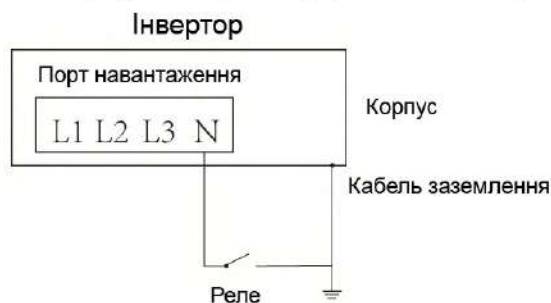 Інвертор
Порт навантаження
L1 L2 L3 N
Корпус
Кабель заземлення
Реле